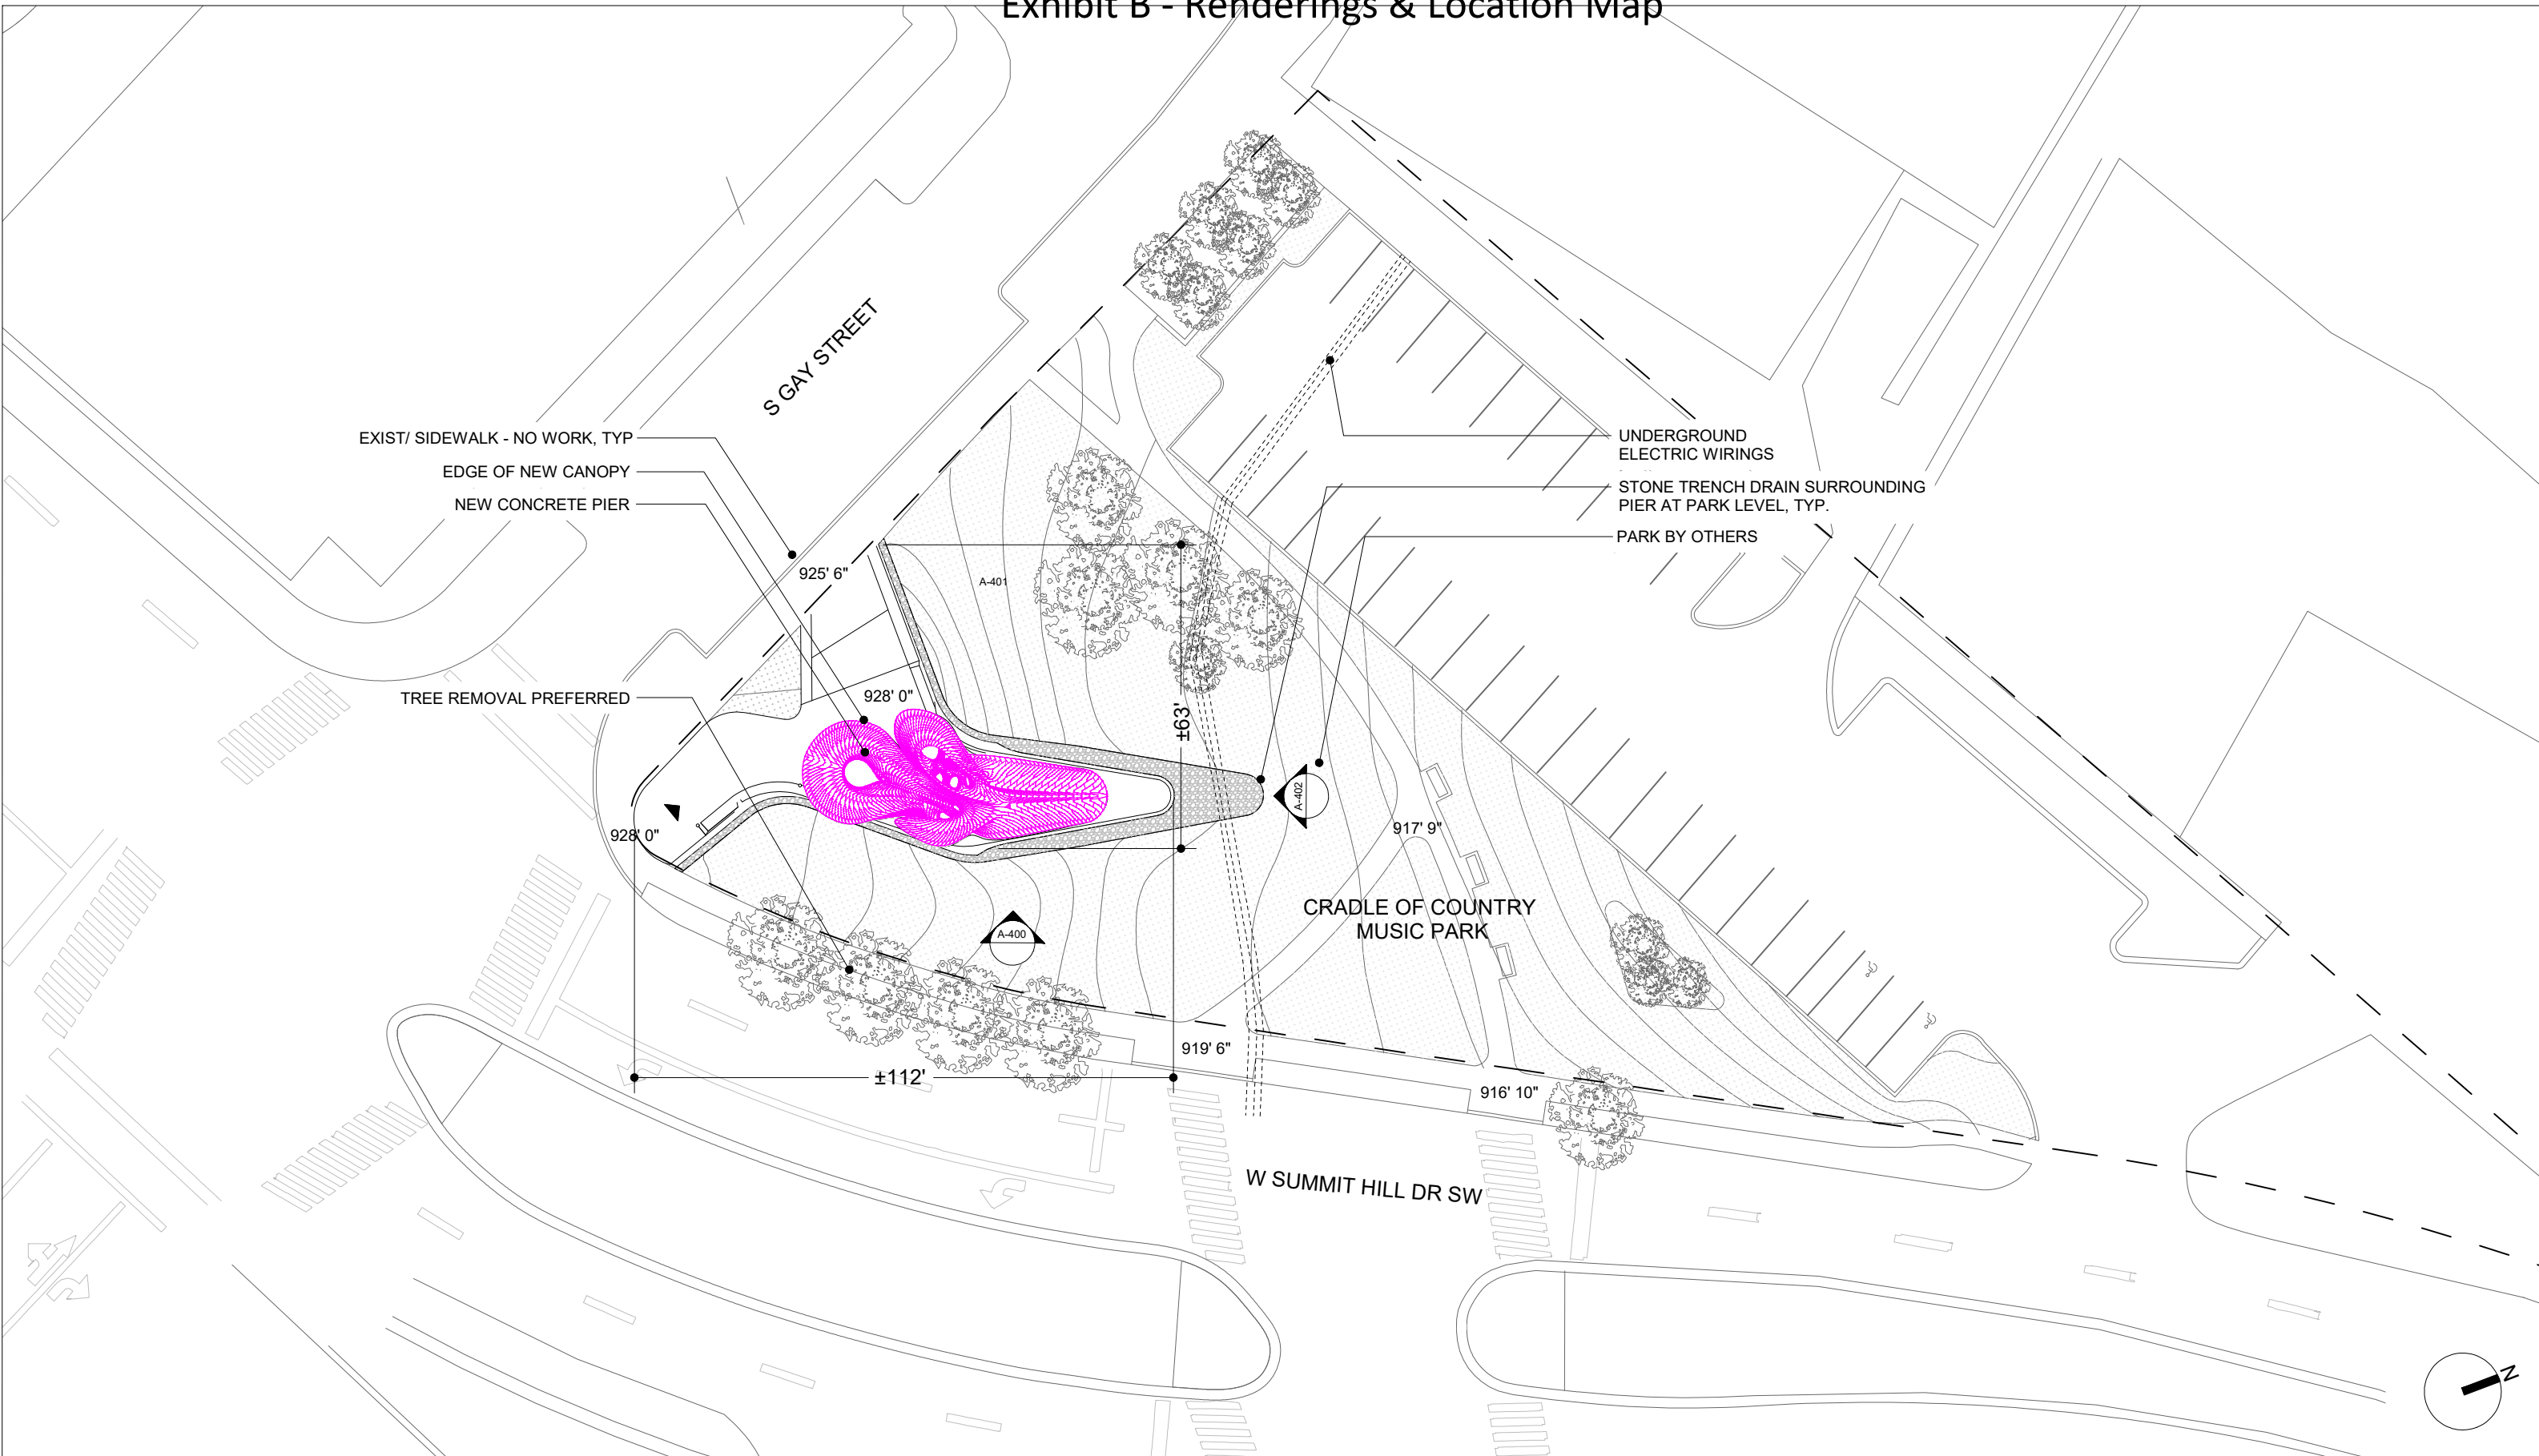 Exhibit B - Renderings & Location Map
S GAY STREET
EXIST/ SIDEWALK - NO WORK, TYP
EDGE OF NEW CANOPY
NEW CONCRETE PIER
TREE REMOVAL PREFERRED
UNDERGROUND
ELECTRIC WIRINGS
STONE TRENCH DRAIN SURROUNDING
PIER AT PARK LEVEL, TYP.
PARK BY OTHERS
925' 6"
A-401
928' 0"
±63'
928' 0"
A-402
917' 9"
CRADLE OF COUNTRY
MUSIC PARK
A-400
919' 6"
±112'
916' 10"
W SUMMIT HILL DR SW
N